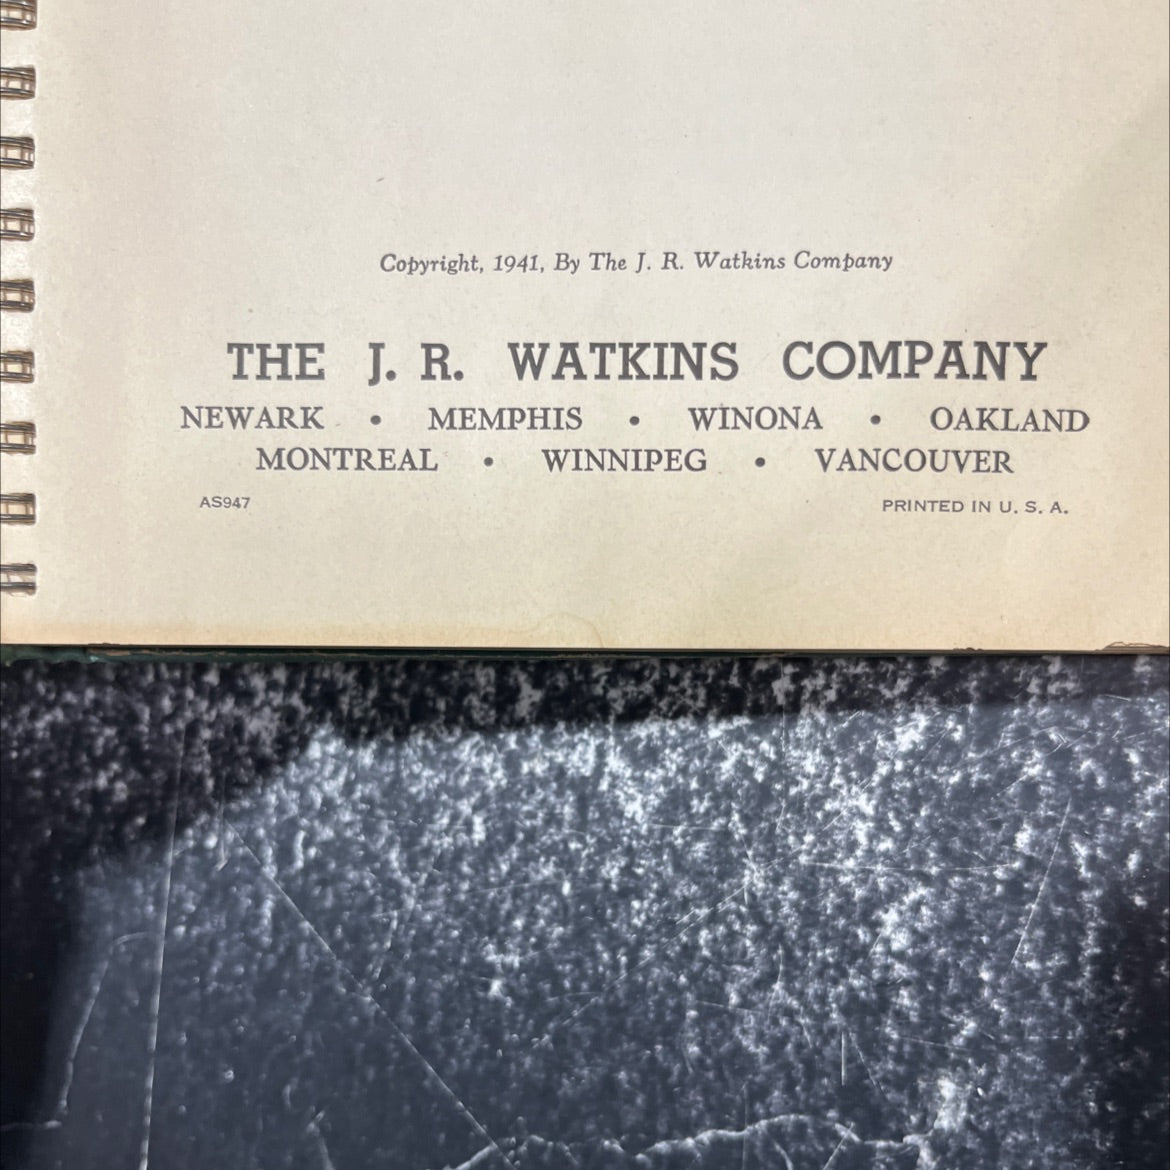 Copyright, 1941, By The J. R. Watkins Company
THE J. R. WATKINS COMPANY
NEWARK • MEMPHIS • WINONA • OAKLAND
MONTREAL • WINNIPEG • VANCOUVER
AS947 PRINTED IN U. S. A.